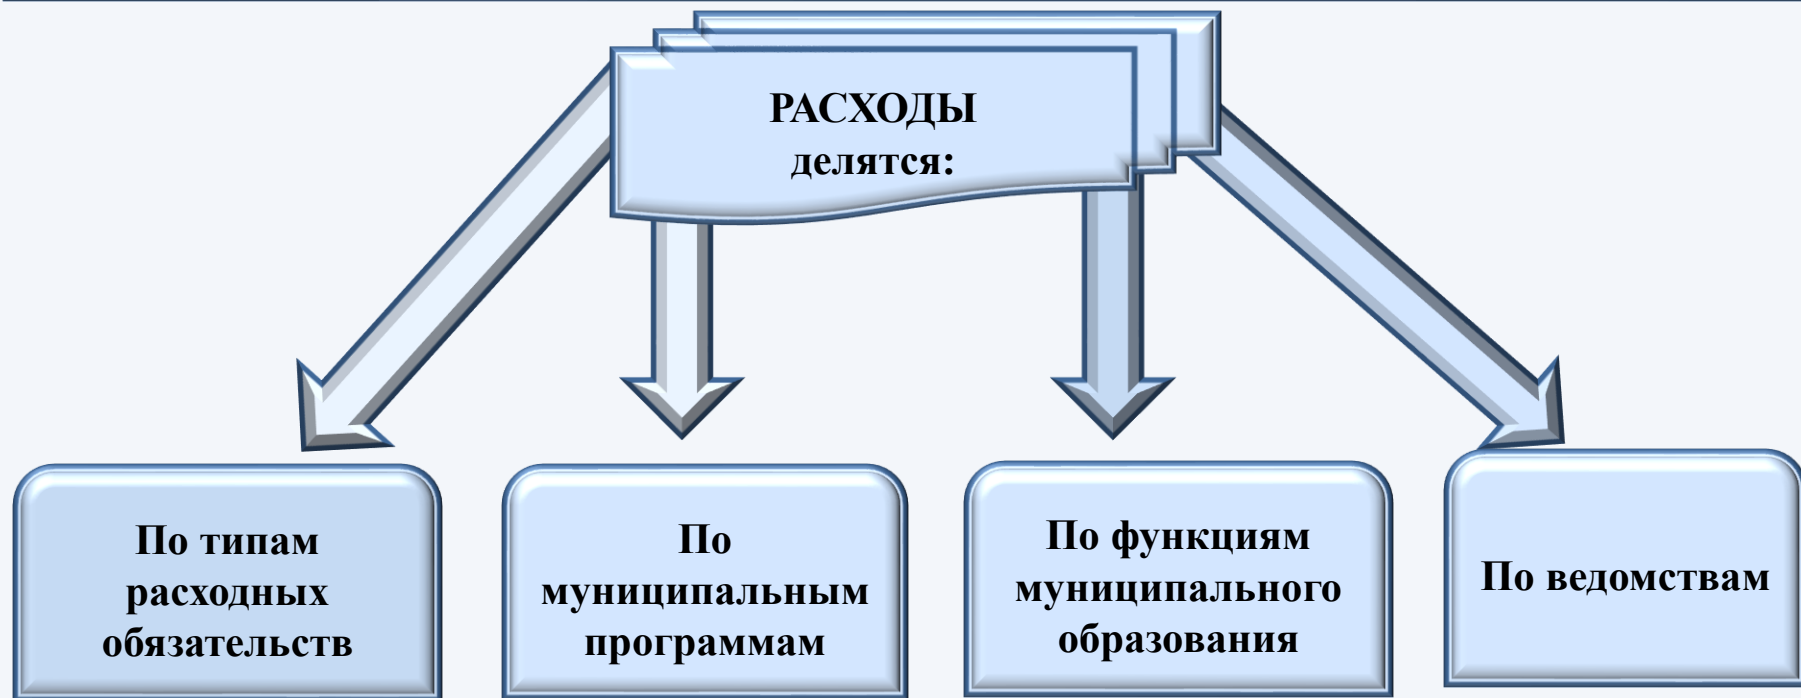 РАСХОДЫ
делятся:
По типам
расходных
обязательств
По
муниципальным
программам
По функциям
муниципального
образования
По ведомствам